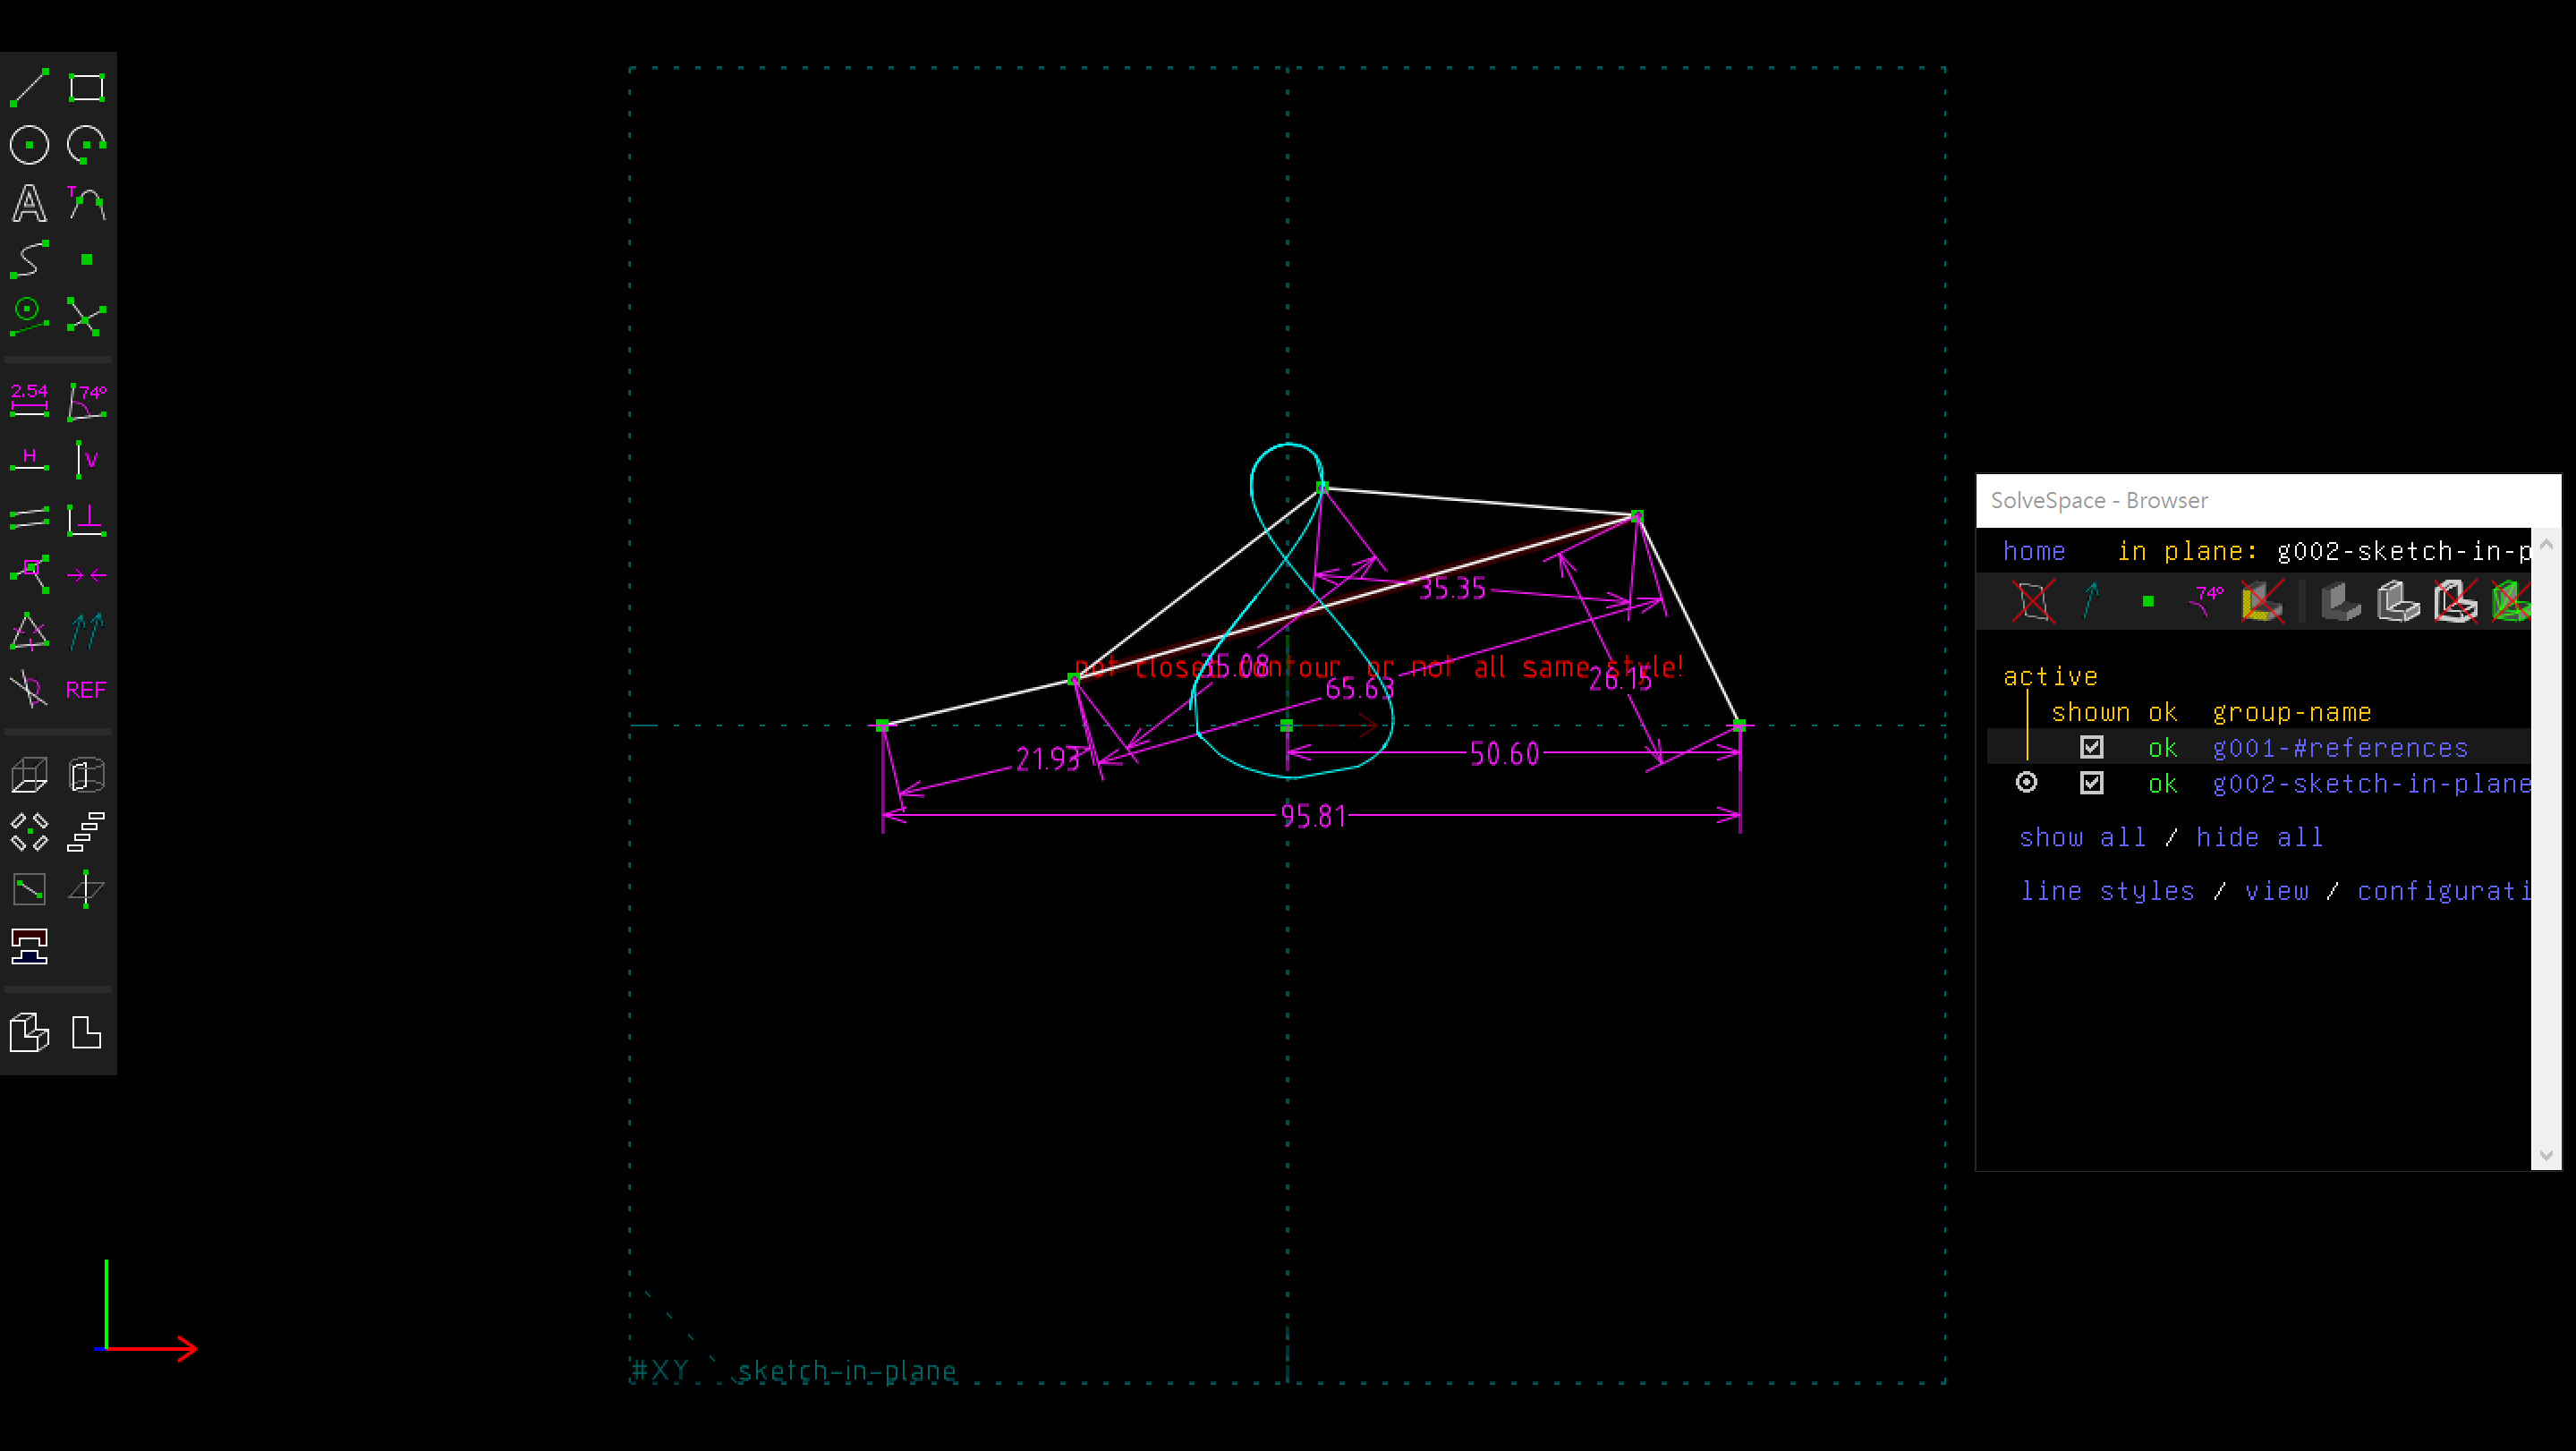 A
T
2.54
74°
H
V
REF
35.35
not closed contour, or not all same style!
35.08
65.63
26.15
21.93
50.60
95.81
#XY
sketch-in-plane
SolveSpace - Browser
home in plane: g002-sketch-in-p
74°
active
shown ok group-name
ok g001-#references
ok g002-sketch-in-plane
show all / hide all
line styles / view / configurati